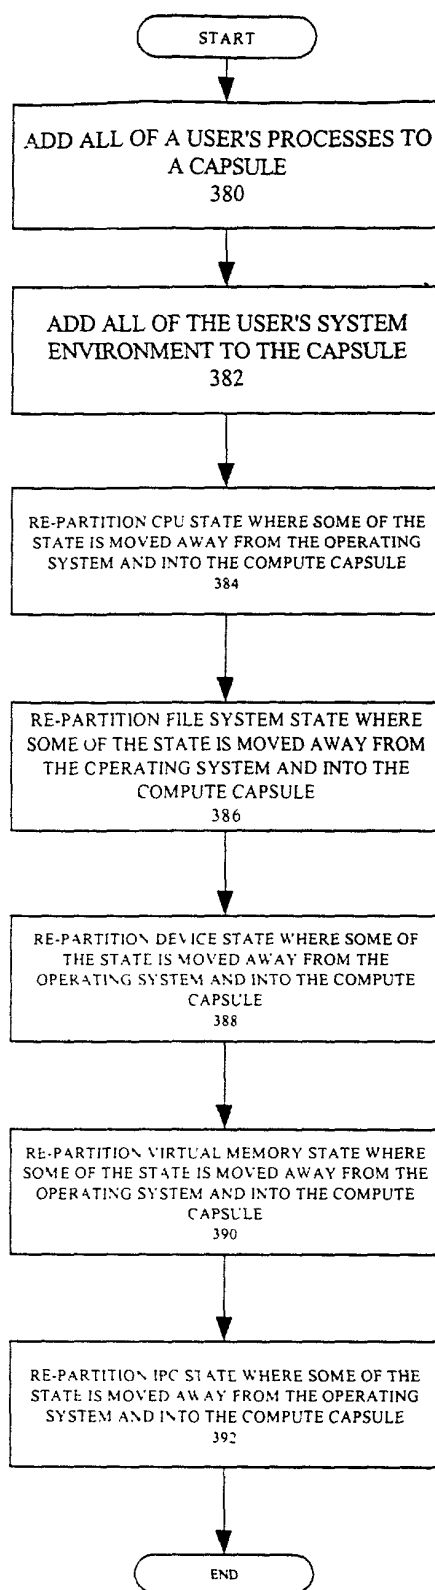 START
ADD ALL OF A USER'S PROCESSES TO
A CAPSULE
380
ADD ALL OF THE USER'S SYSTEM
ENVIRONMENT TO THE CAPSULE
382
RE-PARTITION CPU STATE WHERE SOME OF THE
STATE IS MOVED AWAY FROM THE OPERATING
SYSTEM AND INTO THE COMPUTE CAPSULE
384
RE-PARTITION FILE SYSTEM STATE WHERE
SOME OF THE STATE IS MOVED AWAY FROM
THE OPERATING SYSTEM AND INTO THE
COMPUTE CAPSULE
386
RE-PARTITION DEVICE STATE WHERE SOME OF
THE STATE IS MOVED AWAY FROM THE
OPERATING SYSTEM AND INTO THE COMPUTE
CAPSULE
388
RE-PARTITION VIRTUAL MEMORY STATE WHERE
SOME OF THE STATE IS MOVED AWAY FROM THE
OPERATING SYSTEM AND INTO THE COMPUTE
CAPSULE
390
RE-PARTITION IPC STATE WHERE SOME OF THE
STATE IS MOVED AWAY FROM THE OPERATING
SYSTEM AND INTO THE COMPUTE CAPSULE
392
END